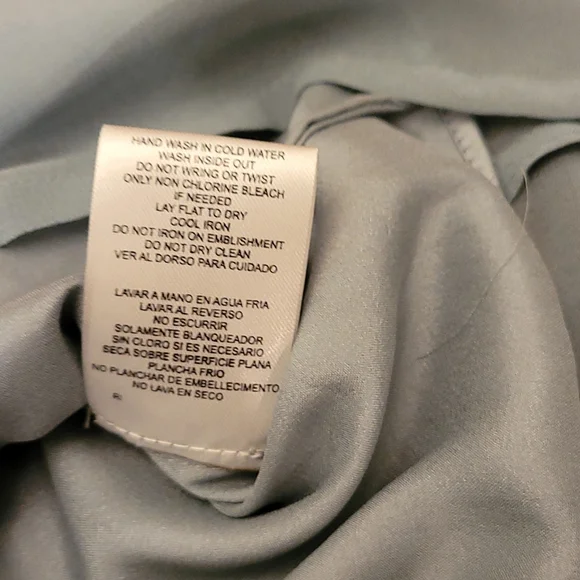 HAND WASH IN COLD WATER
WASH INSIDE OUT
DO NOT WRING OR TWIST
ONLY NON CHLORINE BLEACH
IF NEEDED
LAY FLAT TO DRY
COOL IRON
DO NOT IRON ON EMBLISHMENT
DO NOT DRY CLEAN
VER AL DORSO PARA CUIDADO
LAVAR A MANO EN AGUA FRIA
LAVAR AL REVERSO
NO ESCURRIR
SOLAMENTE BLANQUEADOR
SIN CLORO SI ES NECESARIO
SECA SOBRE SUPERFICIE PLANA
PLANCHA FRIO
NO PLANCHAR DE EMBELLECIMENTO
NO LAVA EN SECO
RI